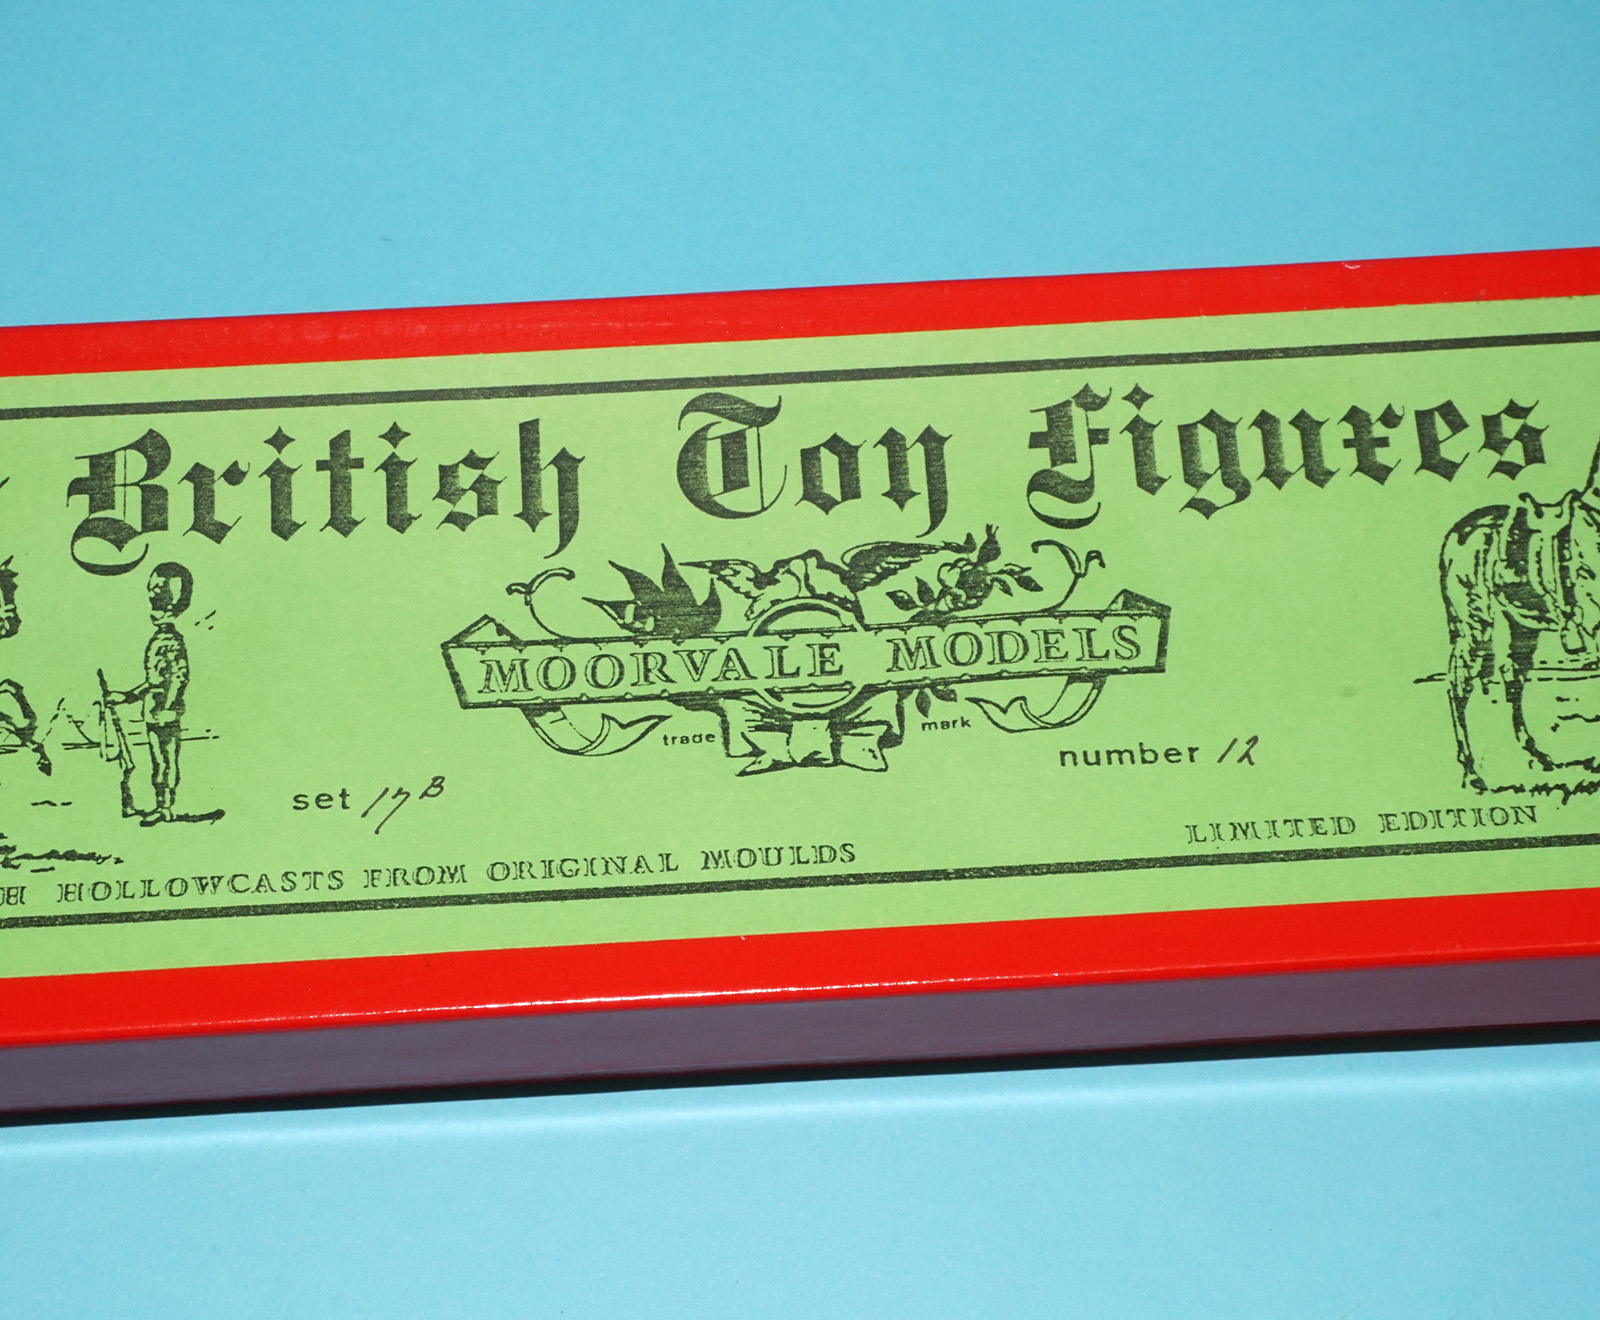 British Toy Figures
MOORVALE MODELS
trade mark
set 17B
number 12
HOLLOWCASTS FROM ORIGINAL MOULDS
LIMITED EDITION